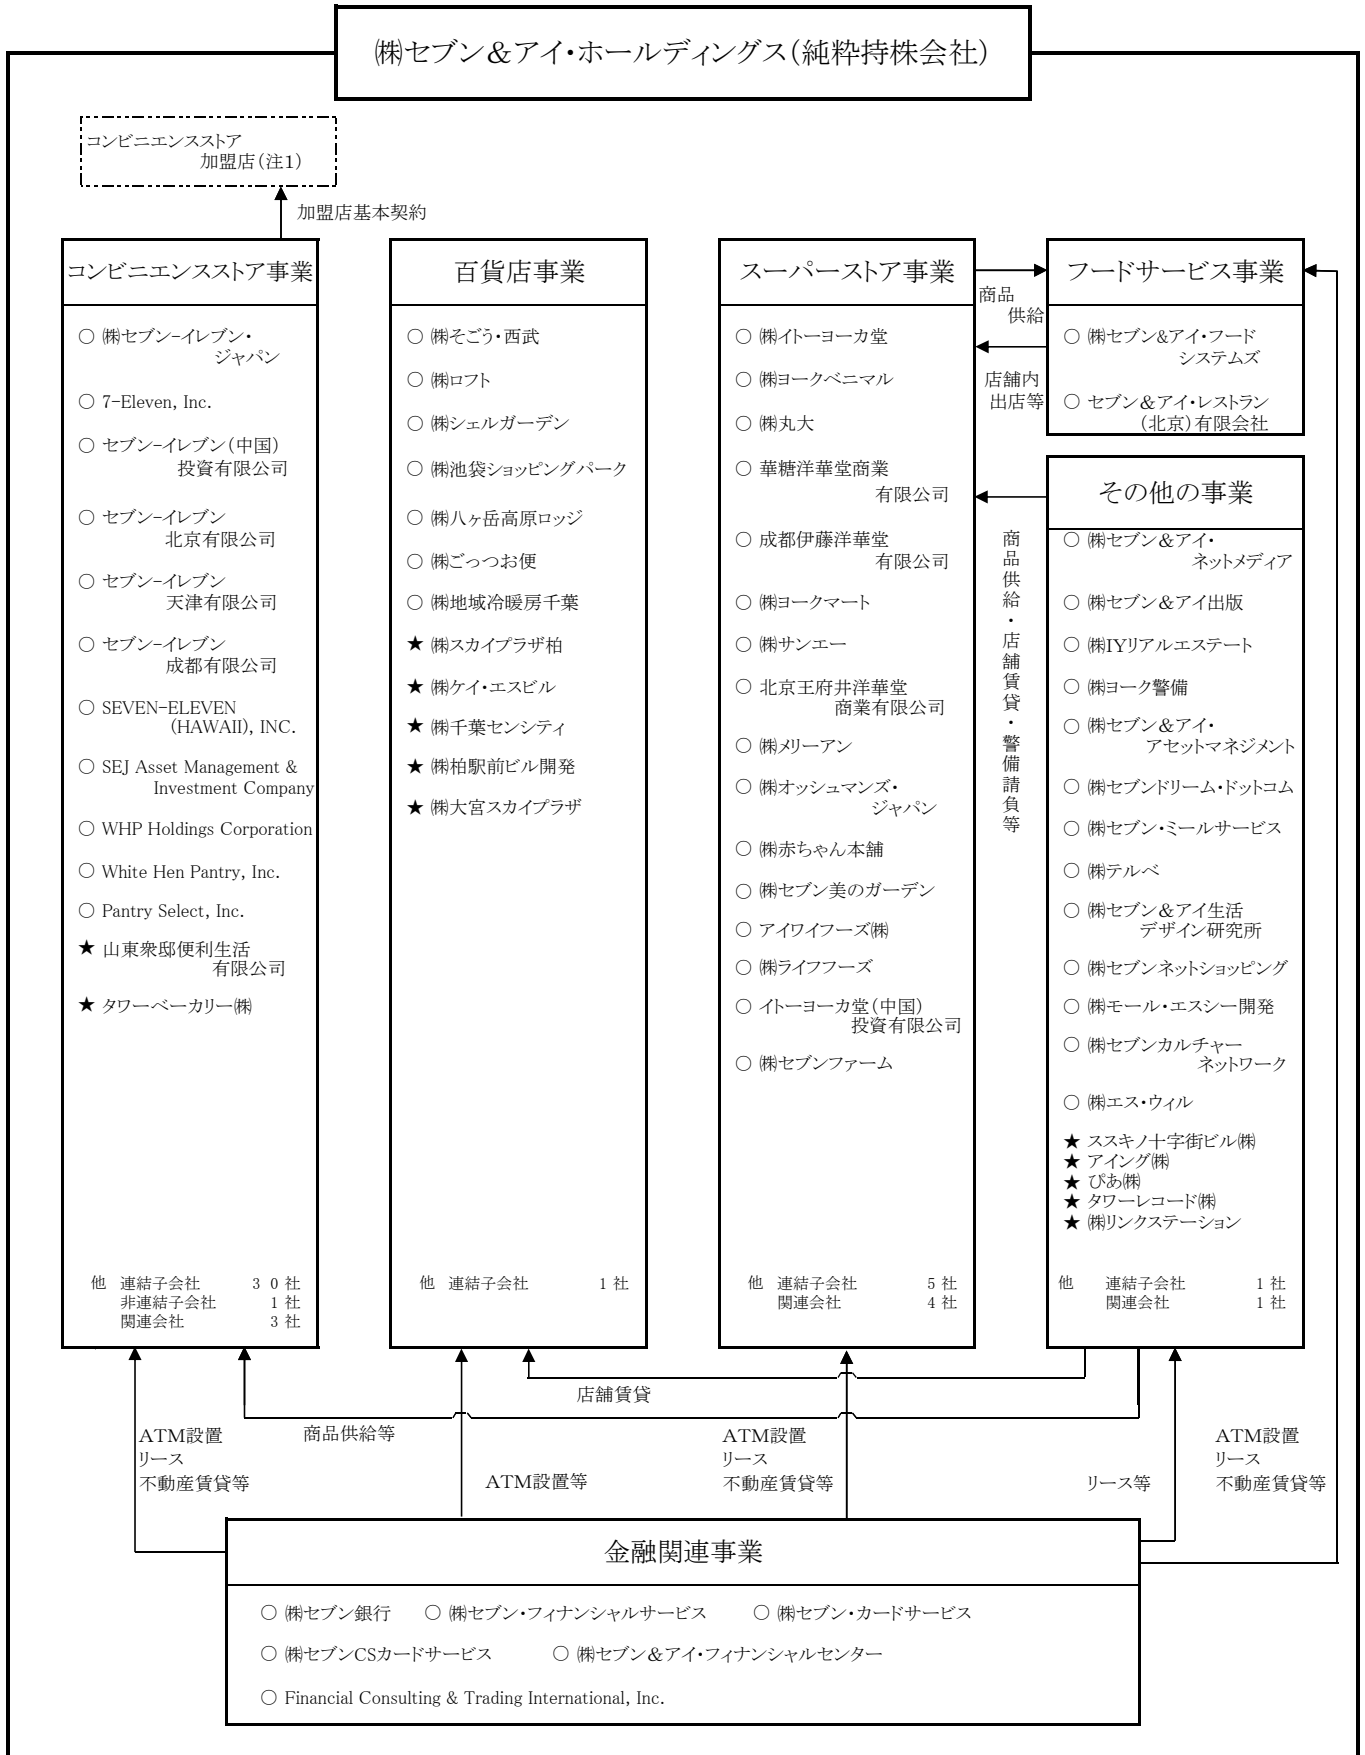 ㈱セブン＆アイ・ホールディングス（純粋持株会社）
コンビニエンスストア
加盟店（注１）
加盟店基本契約
コンビニエンスストア事業
○ ㈱セブン-イレブン・
ジャパン
○ 7-Eleven, Inc.
○ セブン-イレブン（中国）
投資有限公司
○ セブン-イレブン
北京有限公司
○ セブン-イレブン
天津有限公司
○ セブン-イレブン
成都有限公司
○ SEVEN-ELEVEN
(HAWAII), INC.
○ SEJ Asset Management &
Investment Company
○ WHP Holdings Corporation
○ White Hen Pantry, Inc.
○ Pantry Select, Inc.
★ 山東衆邸便利生活
有限公司
★ タワーベーカリー㈱
他 連結子会社 ３０社
非連結子会社 １社
関連会社 ３社
百貨店事業
○ ㈱そごう・西武
○ ㈱ロフト
○ ㈱シェルガーデン
○ ㈱池袋ショッピングパーク
○ ㈱八ヶ岳高原ロッジ
○ ㈱ごっつお便
○ ㈱地域冷暖房千葉
★ ㈱スカイプラザ柏
★ ㈱ケイ・エスビル
★ ㈱千葉センシティ
★ ㈱柏駅前ビル開発
★ ㈱大宮スカイプラザ
他 連結子会社 １社
スーパーストア事業
○ ㈱イトーヨーカ堂
○ ㈱ヨークベニマル
○ ㈱丸大
○ 華糖洋華堂商業
有限公司
○ 成都伊藤洋華堂
有限公司
○ ㈱ヨークマート
○ ㈱サンエー
○ 北京王府井洋華堂
商業有限公司
○ ㈱メリーアン
○ ㈱オッシュマンズ・
ジャパン
○ ㈱赤ちゃん本舗
○ ㈱セブン美のガーデン
○ アイワイフーズ㈱
○ ㈱ライフフーズ
○ イトーヨーカ堂（中国）
投資有限公司
○ ㈱セブンファーム
他 連結子会社 ５社
関連会社 ４社
商品
供給
店舗内
出店等
商品供給・店舗賃貸・警備請負等
フードサービス事業
○ ㈱セブン&アイ・フード
システムズ
○ セブン＆アイ・レストラン
（北京）有限会社
その他の事業
○ ㈱セブン＆アイ・
ネットメディア
○ ㈱セブン＆アイ出版
○ ㈱IYリアルエステート
○ ㈱ヨーク警備
○ ㈱セブン＆アイ・
アセットマネジメント
○ ㈱セブンドリーム・ドットコム
○ ㈱セブン・ミールサービス
○ ㈱テルベ
○ ㈱セブン＆アイ生活
デザイン研究所
○ ㈱セブンネットショッピング
○ ㈱モール・エスシー開発
○ ㈱セブンカルチャー
ネットワーク
○ ㈱エス・ウィル
★ ススキノ十字街ビル㈱
★ アイング㈱
★ ぴあ㈱
★ タワーレコード㈱
★ ㈱リンクステーション
他 連結子会社 １社
関連会社 １社
店舗賃貸
商品供給等
ATM設置
リース
不動産賃貸等
ATM設置等
ATM設置
リース
不動産賃貸等
リース等
ATM設置
リース
不動産賃貸等
金融関連事業
○ ㈱セブン銀行 ○ ㈱セブン・フィナンシャルサービス ○ ㈱セブン・カードサービス
○ ㈱セブンCSカードサービス ○ ㈱セブン＆アイ・フィナンシャルセンター
○ Financial Consulting & Trading International, Inc.